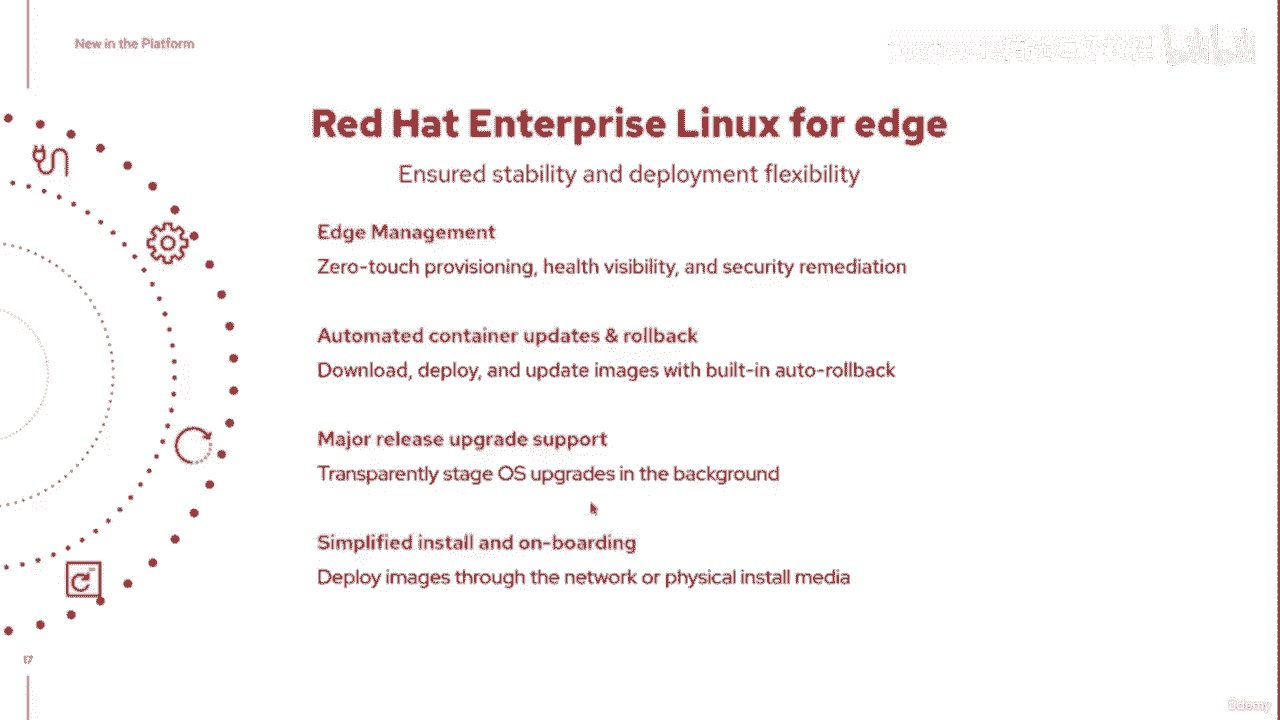 New in the Platform
Red Hat Enterprise Linux for edge
Ensured stability and deployment flexibility
Edge Management
Zero-touch provisioning, health visibility, and security remediation
Automated container updates & rollback
Download, deploy, and update images with built-in auto-rollback
Major release upgrade support
Transparently stage OS upgrades in the background
Simplified install and on-boarding
Deploy images through the network or physical install media
17
Udemy